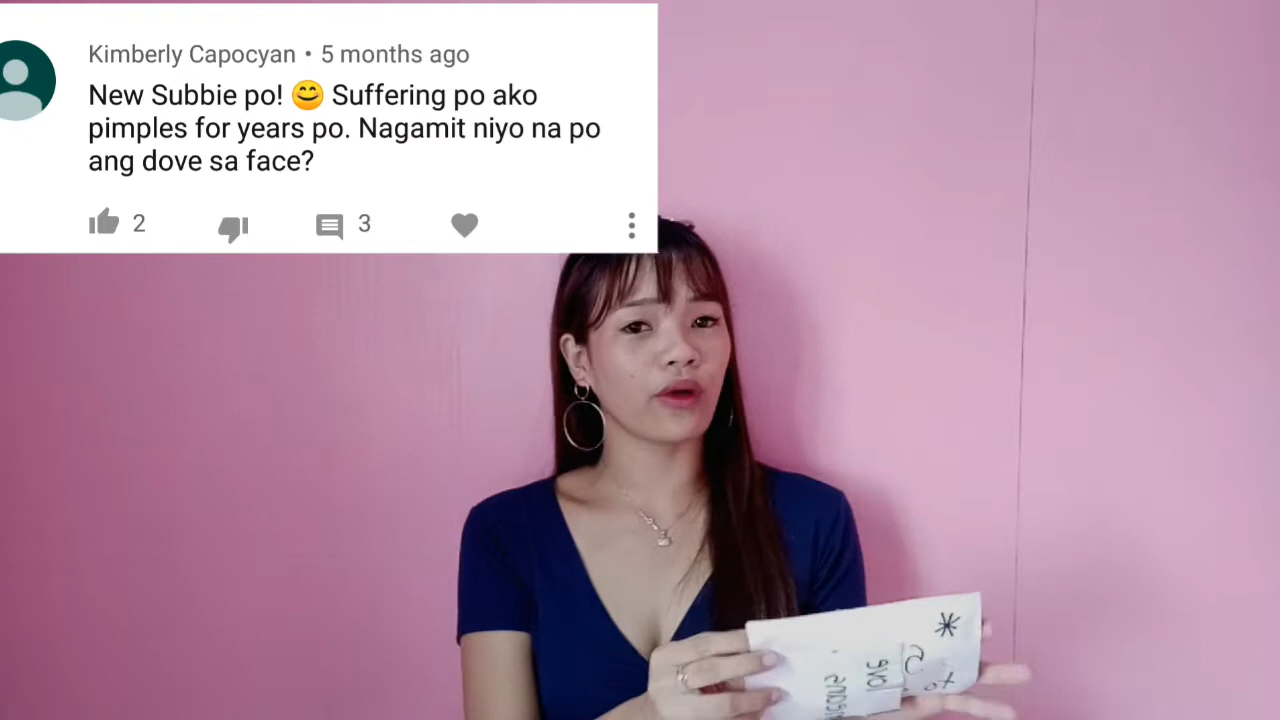 Kimberly Capocyan • 5 months ago
New Subbie po! 😊 Suffering po ako
pimples for years po. Nagamit niyo na po
ang dove sa face?
2
3